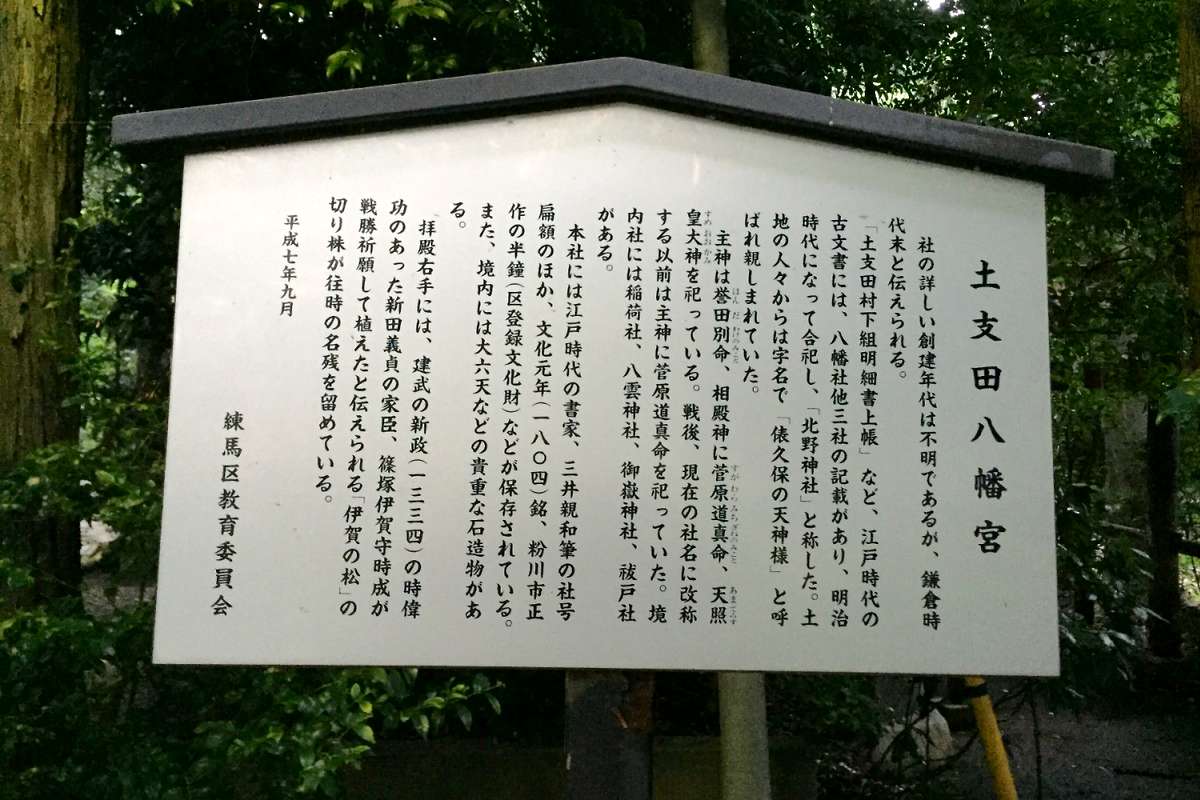 土支田八幡宮
社の詳しい創建年代は不明であるが、鎌倉時
代末と伝えられる。
「土支田村下組明細書上帳」など、江戸時代の
古文書には、八幡社他三社の記載があり、明治
時代になって合祀し、「北野神社」と称した。土
地の人々からは字名で「俵久保の天神様」と呼
ばれ親しまれていた。
主神は誉田別命、相殿神に菅原道真命、天照
皇大神を祀っている。戦後、現在の社名に改称
する以前は主神に菅原道真命を祀っていた。境
内社には稲荷社、八雲神社、御嶽神社、祓戸社
がある。
本社には江戸時代の書家、三井親和筆の社号
扁額のほか、文化元年(一八〇四)銘、粉川市正
作の半鐘(区登録文化財)などが保存されている。
また、境内には大六天などの貴重な石造物があ
る。
拝殿右手には、建武の新政(一三三四)の時偉
功のあった新田義貞の家臣、篠塚伊賀守時成が
戦勝祈願して植えたと伝えられる「伊賀の松」の
切り株が往時の名残を留めている。
平成七年九月
練馬区教育委員会